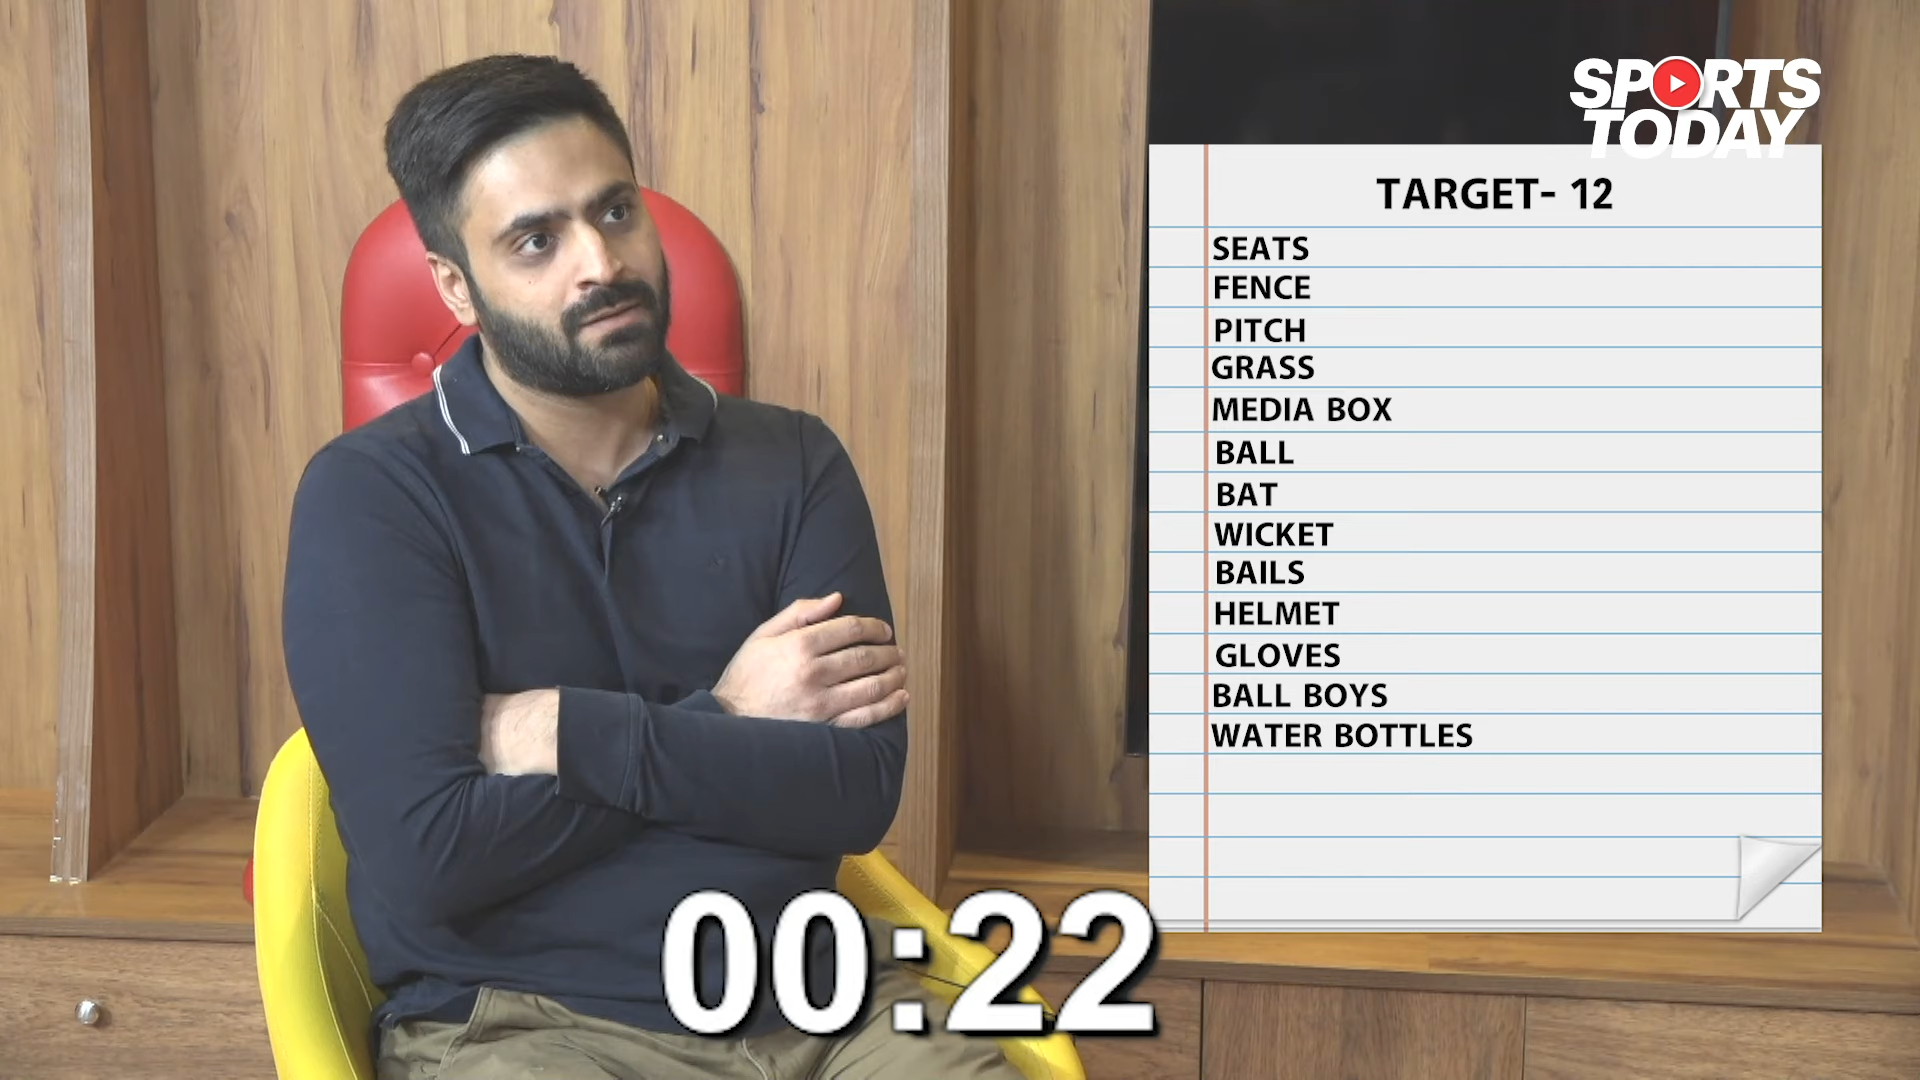 SPORTS
TODAY
TARGET- 12
SEATS
FENCE
PITCH
GRASS
MEDIA BOX
BALL
BAT
WICKET
BAILS
HELMET
GLOVES
BALL BOYS
WATER BOTTLES
00:22